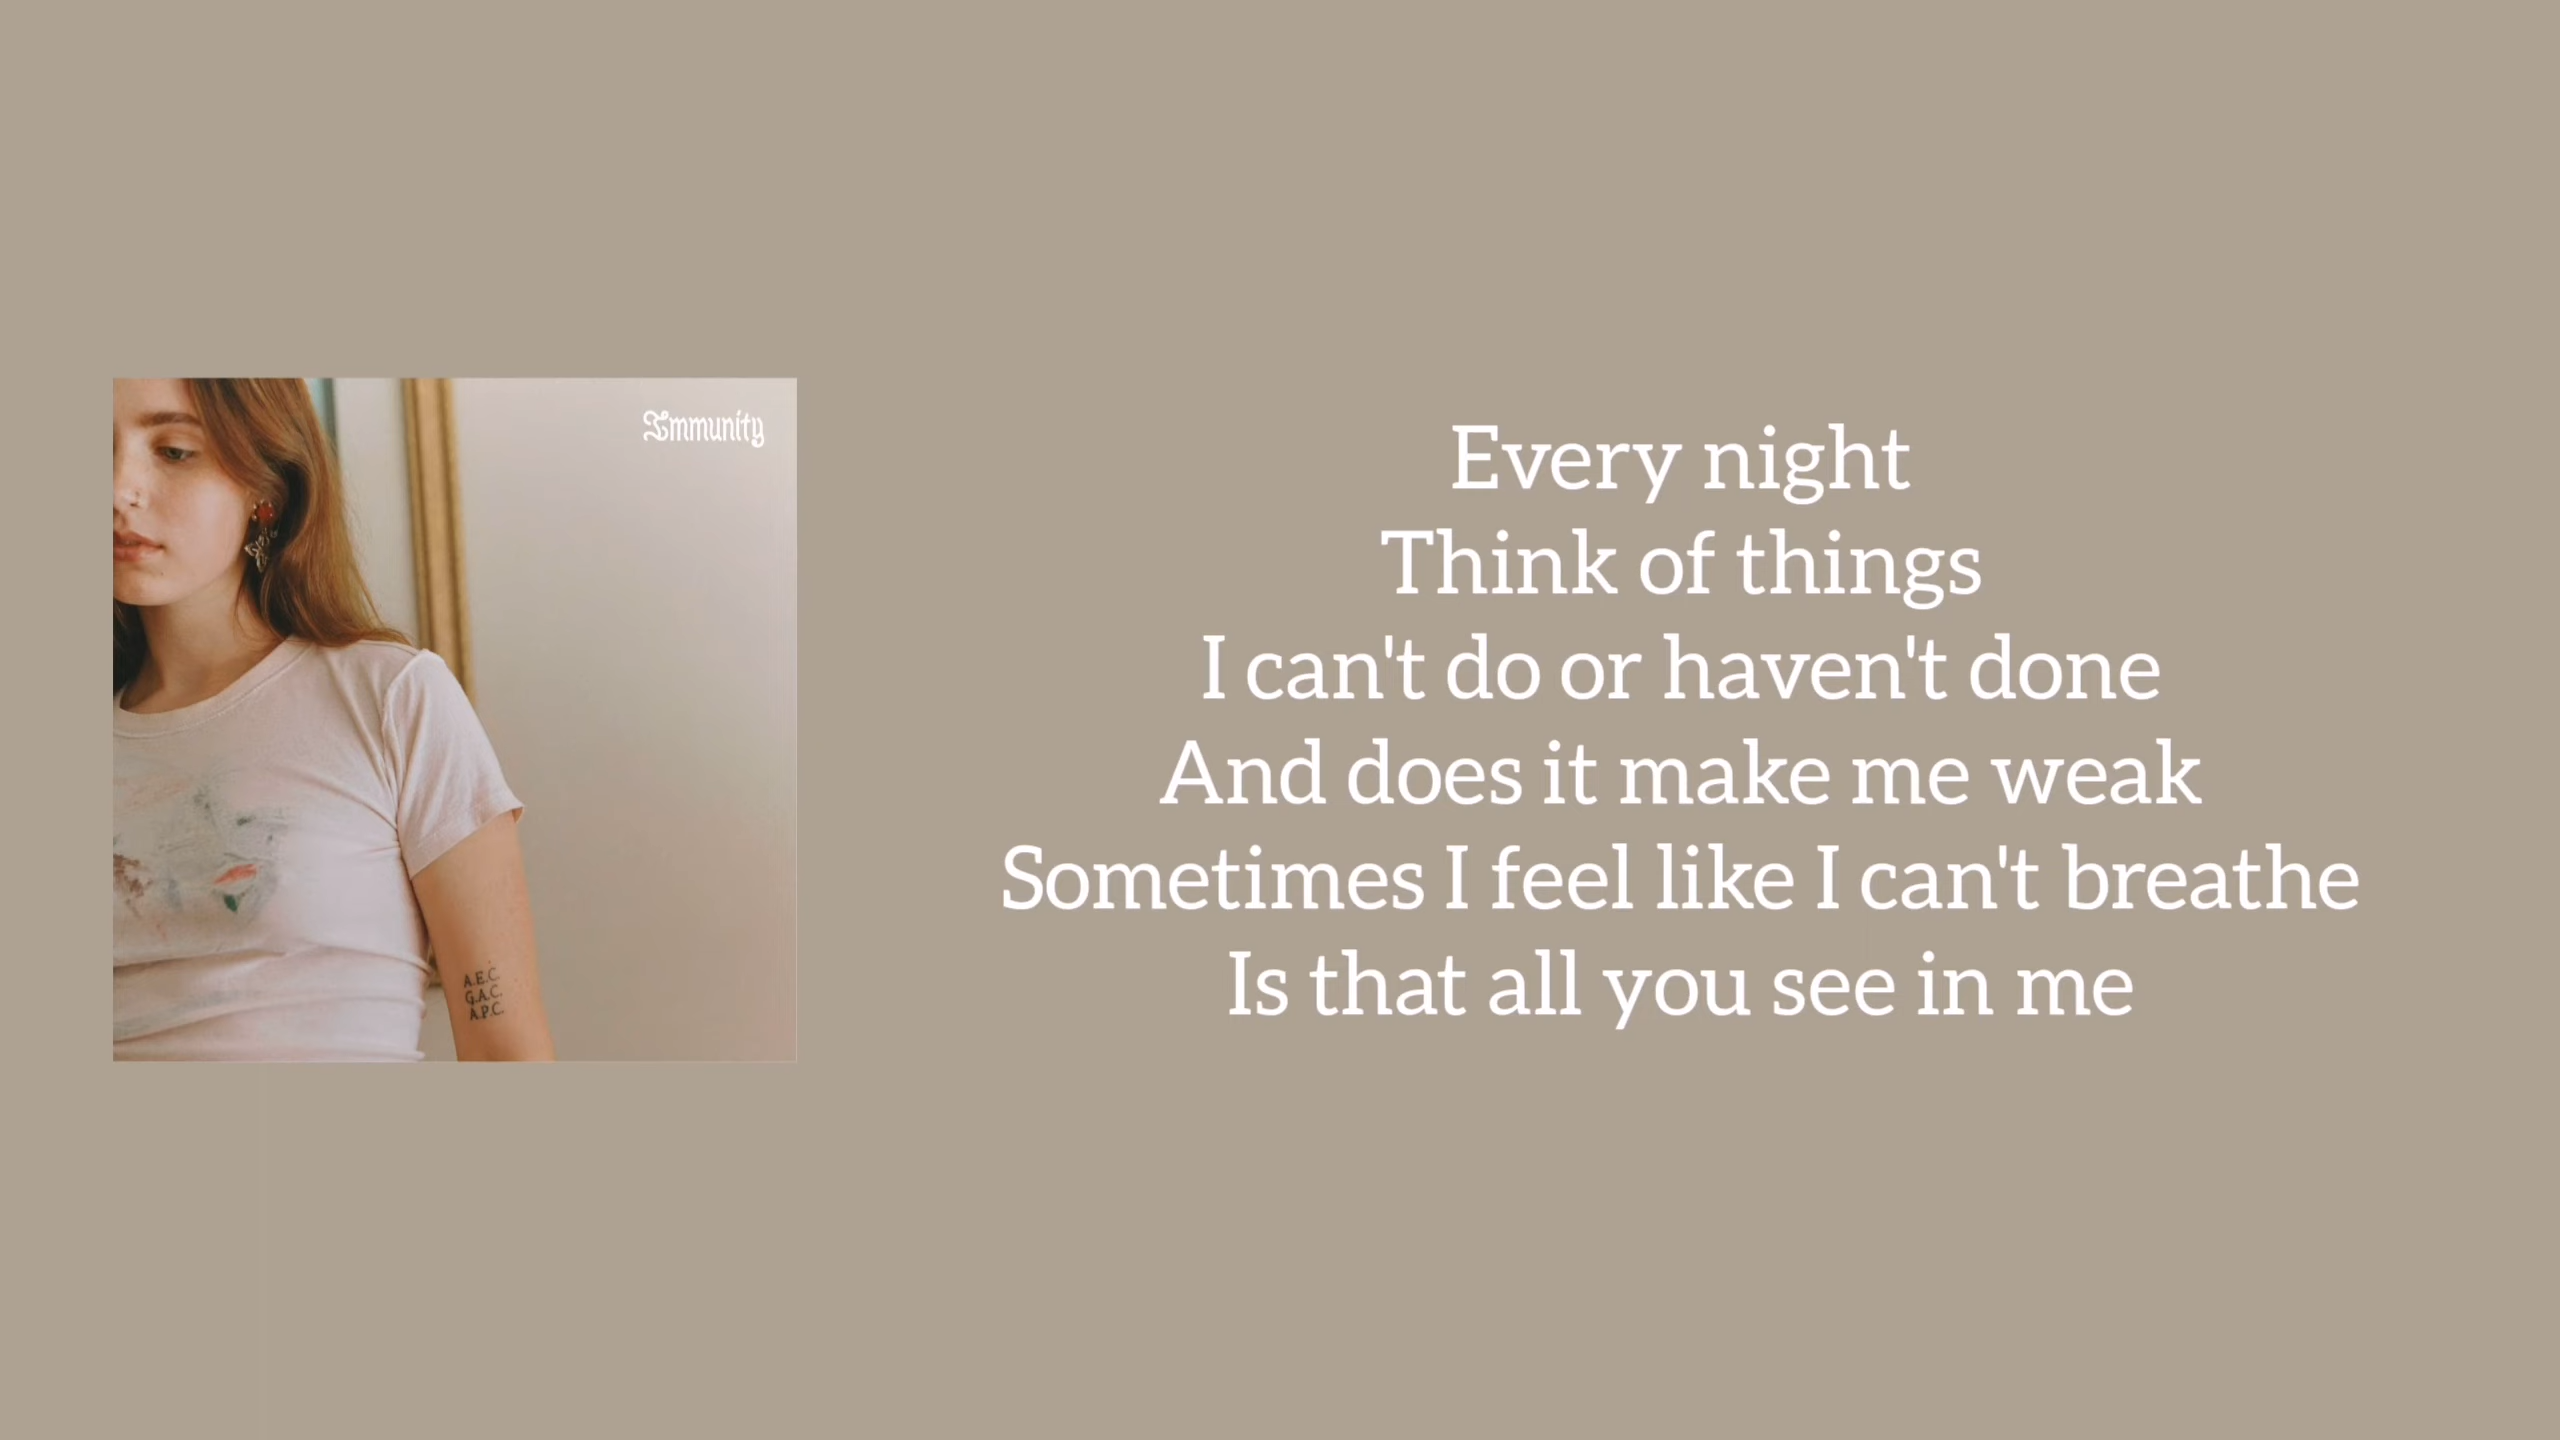 Immunity
A.E.C.
G.A.C.
A.P.C.
Every night
Think of things
I can't do or haven't done
And does it make me weak
Sometimes I feel like I can't breathe
Is that all you see in me